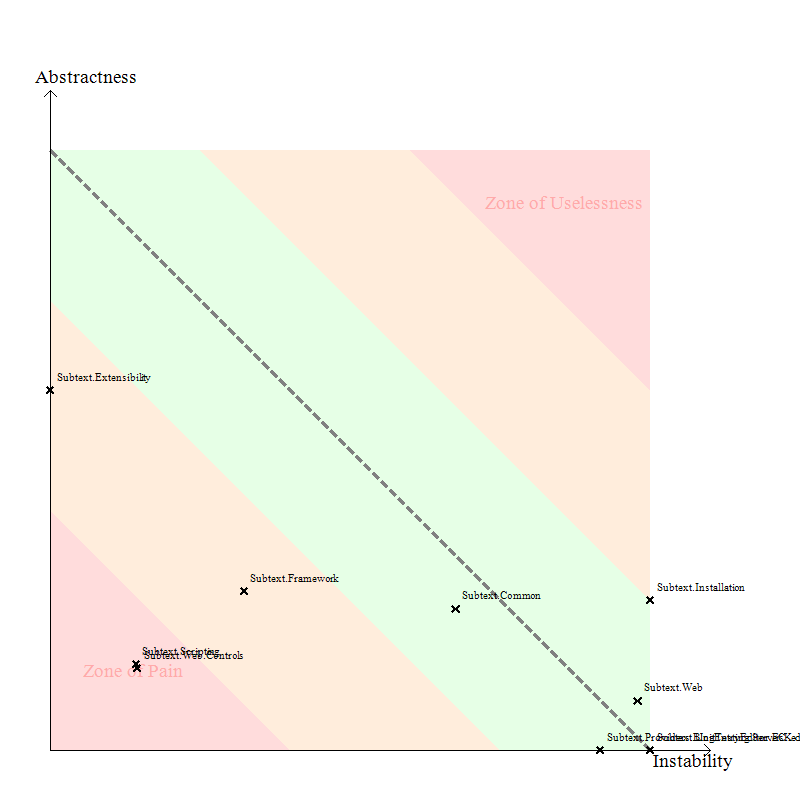 Abstractness
Zone of Uselessness
Subtext.Extensibility
Subtext.Framework
Subtext.Installation
Subtext.Common
Subtext.Scripting
Subtext.Web.Controls
Zone of Pain
Subtext.Web
Instability